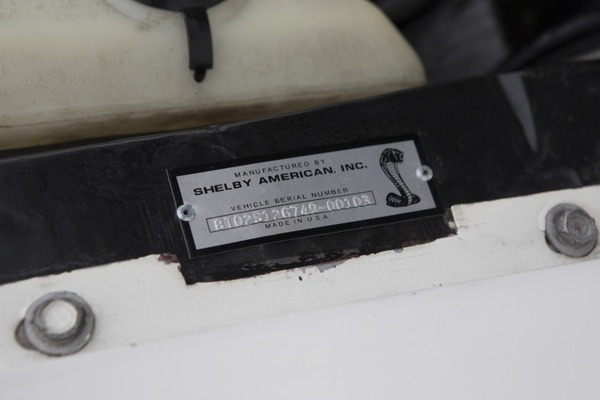 MANUFACTURED BY
SHELBY AMERICAN, INC.
VEHICLE SERIAL NUMBER
MADE IN U.S.A.